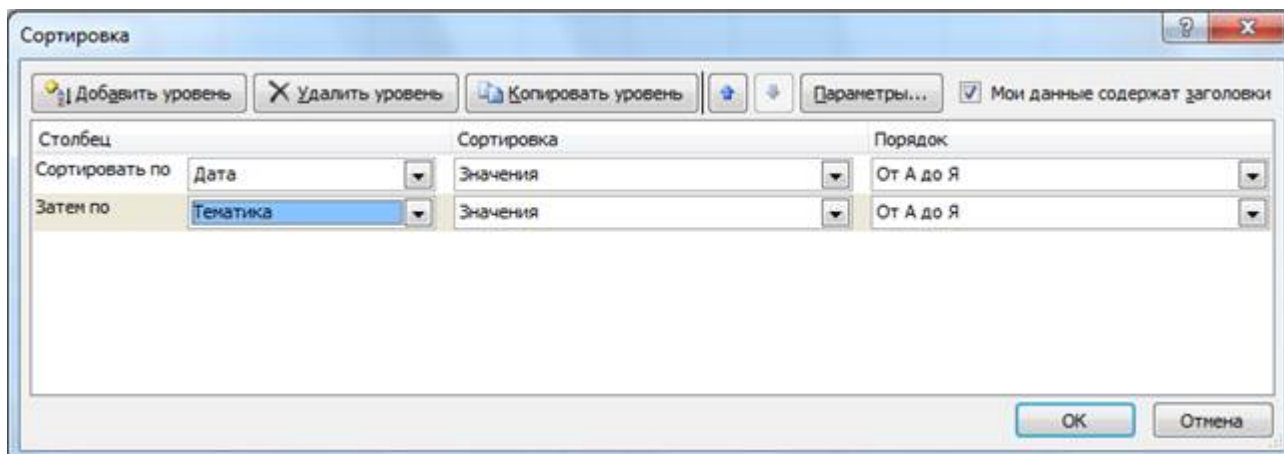 Сортировка
Добавить уровень Удалить уровень Копировать уровень Параметры... Мои данные содержат заголовки
Столбец Сортировка Порядок
Сортировать по Дата Значения От А до Я
Затем по Тематика Значения От А до Я
ОК Отмена